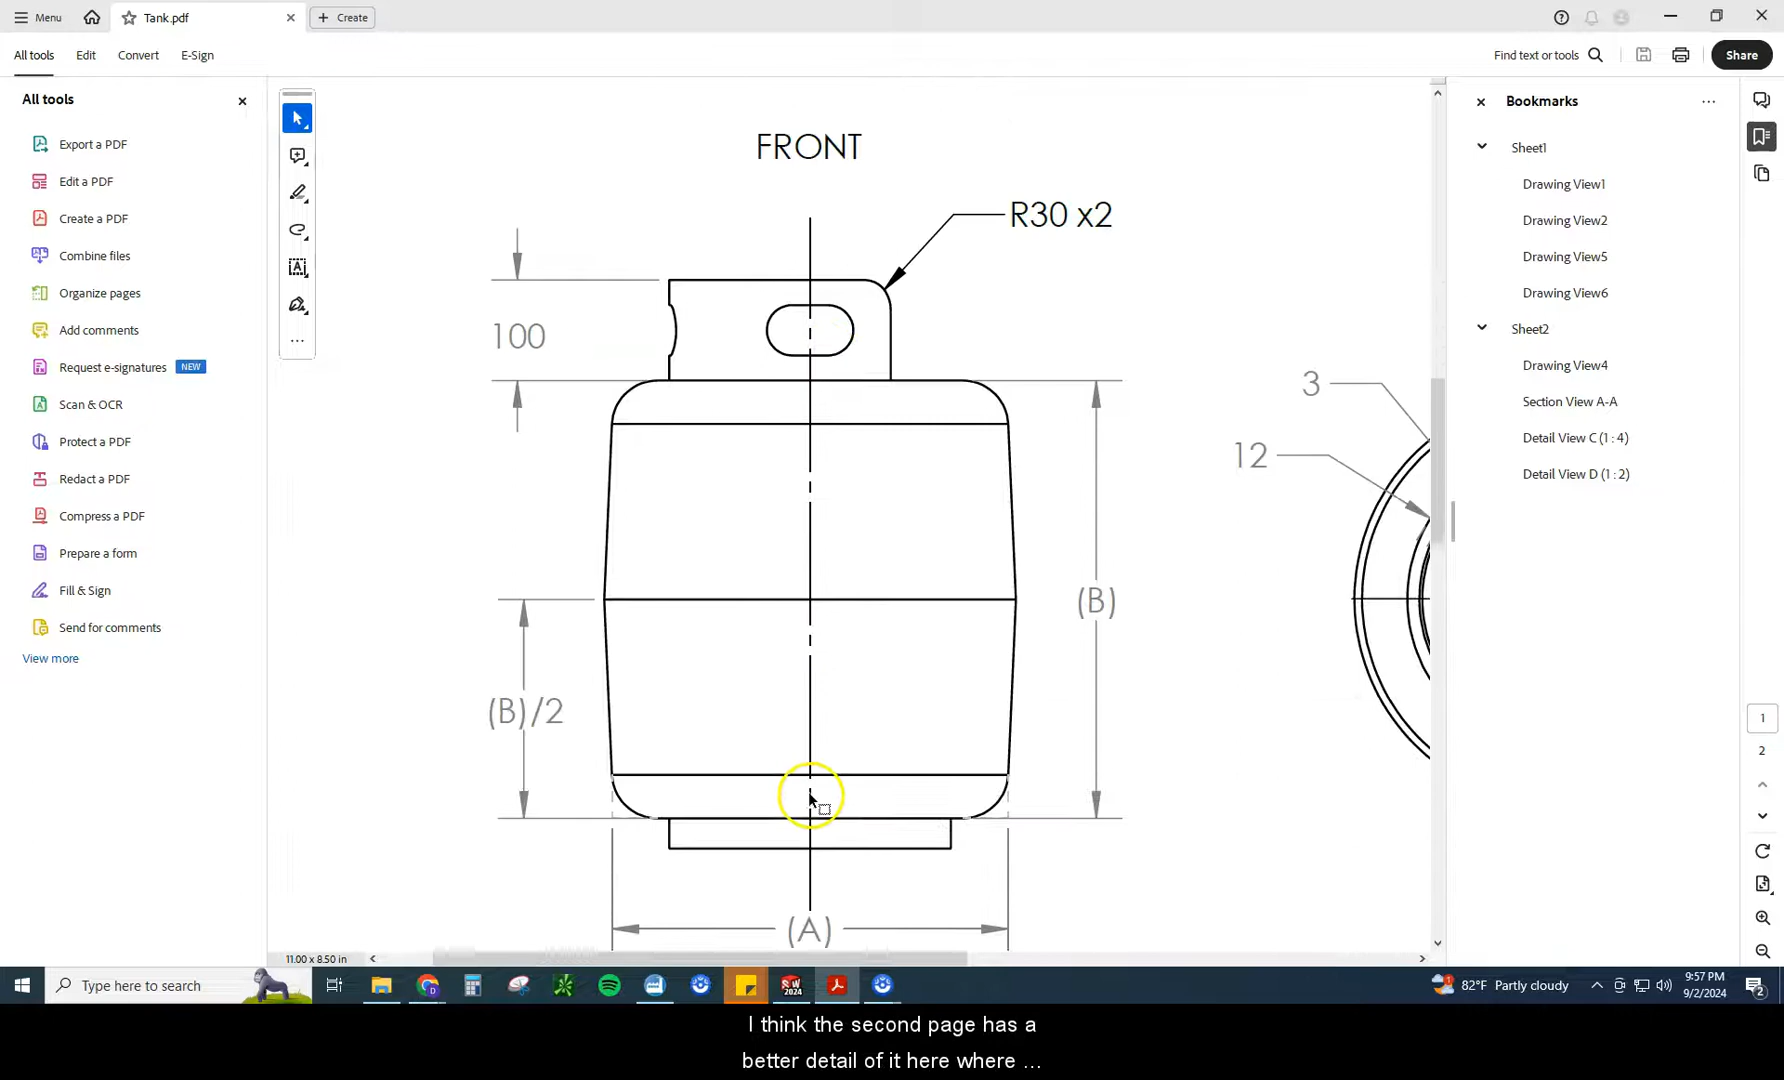 Menu
Tank.pdf
Create
All tools
Edit
Convert
E-Sign
Find text or tools
Share
All tools
Export a PDF
Edit a PDF
Create a PDF
Combine files
Organize pages
Add comments
Request e-signatures NEW
Scan & OCR
Protect a PDF
Redact a PDF
Compress a PDF
Prepare a form
Fill & Sign
Send for comments
View more
FRONT
R30 x2
100
3
12
(B)
(B)/2
(A)
11.00 x 8.50 in
Bookmarks
Sheet1
Drawing View1
Drawing View2
Drawing View5
Drawing View6
Sheet2
Drawing View4
Section View A-A
Detail View C (1 : 4)
Detail View D (1 : 2)
1
2
Type here to search
SW
2024
82°F Partly cloudy
9:57 PM
9/2/2024
2
I think the second page has a
better detail of it here where ...